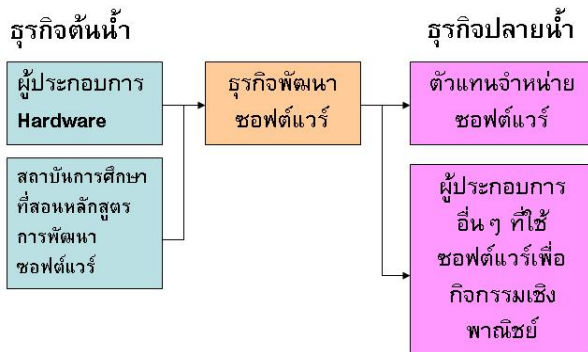 ธุรกิจต้นน้ำ
ผู้ประกอบการ
Hardware
สถาบันการศึกษา
ที่สอนหลักสูตร
การพัฒนา
ซอฟต์แวร์
ธุรกิจพัฒนา
ซอฟต์แวร์
ธุรกิจปลายน้ำ
ตัวแทนจำหน่าย
ซอฟต์แวร์
ผู้ประกอบการ
อื่น ๆ ที่ใช้
ซอฟต์แวร์เพื่อ
กิจกรรมเชิง
พาณิชย์